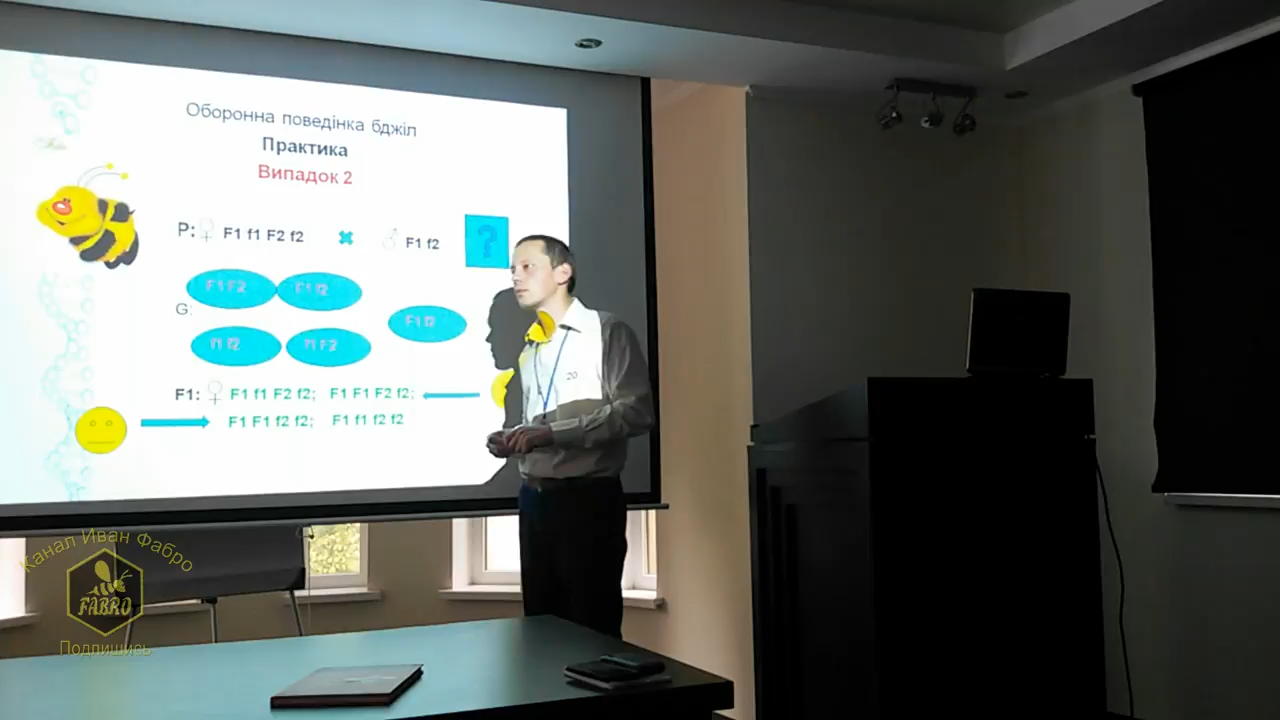 Оборонна поведінка бджіл
Практика
Випадок 2
P: ♀ F1 f1 F2 f2 ✖ ♂ F1 f2 ?
F1 F2 F1 f2
G: F1 f2
f1 f2 f1 F2
F1: ♀ F1 f1 F2 f2; F1 F1 F2 f2;
F1 F1 f2 f2; F1 f1 f2 f2
20
Канал Иван Фабро
FABRO
Подпишись